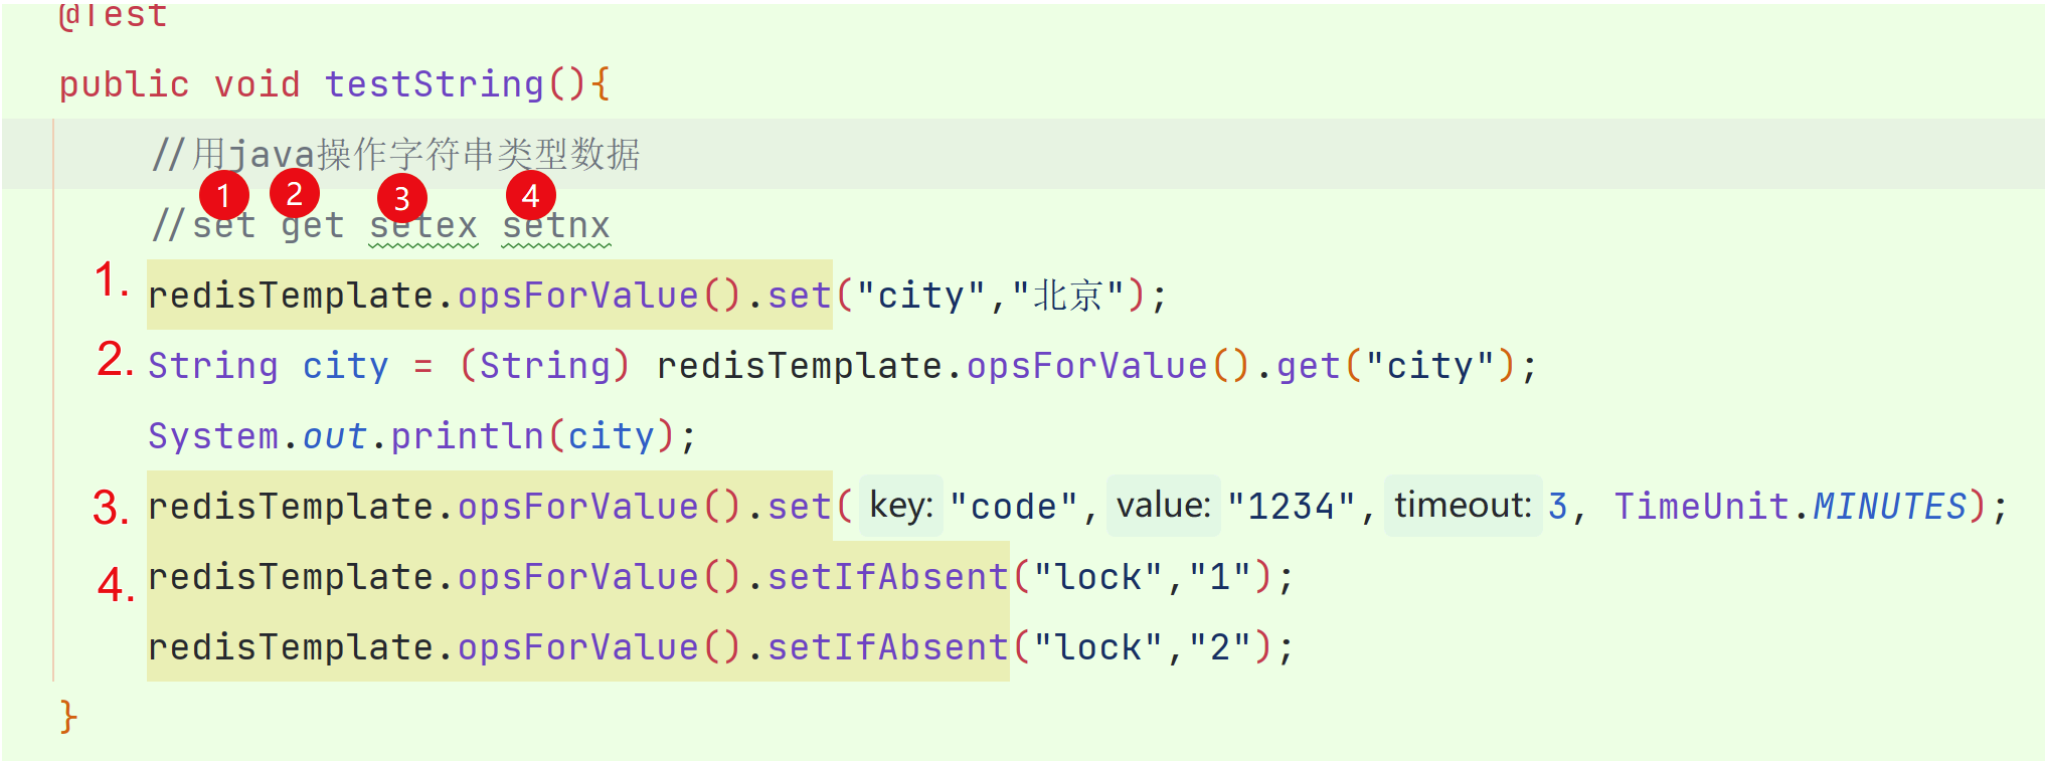 @Test
public void testString(){
//用java操作字符串类型数据
1 2 3 4
//set get setex setnx
1. redisTemplate.opsForValue().set("city","北京");
2. String city = (String) redisTemplate.opsForValue().get("city");
System.out.println(city);
3. redisTemplate.opsForValue().set( key: "code", value: "1234", timeout: 3, TimeUnit.MINUTES);
4. redisTemplate.opsForValue().setIfAbsent("lock","1");
redisTemplate.opsForValue().setIfAbsent("lock","2");
}